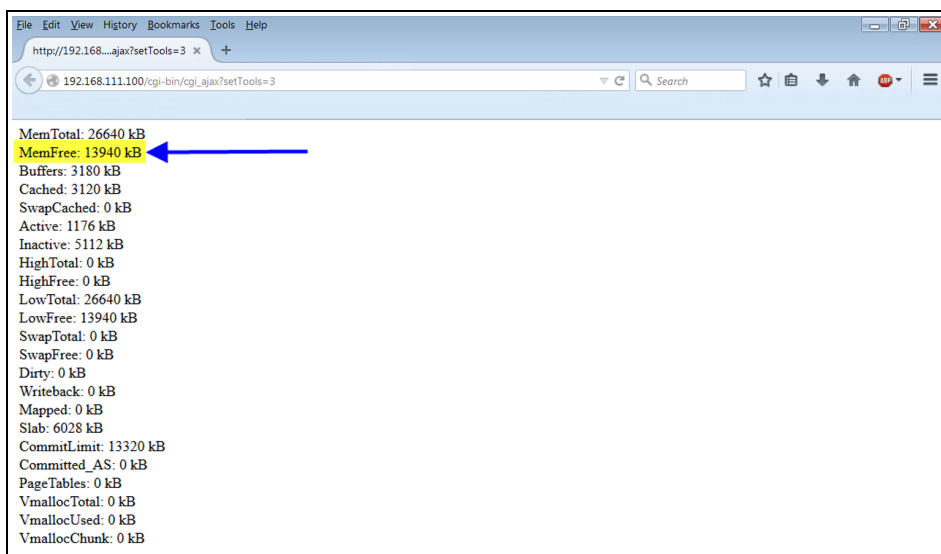 File Edit View History Bookmarks Tools Help
http://192.168....ajax?setTools=3 × +
192.168.111.100/cgi-bin/cgi_ajax?setTools=3 Search ABP
MemTotal: 26640 kB
MemFree: 13940 kB
Buffers: 3180 kB
Cached: 3120 kB
SwapCached: 0 kB
Active: 1176 kB
Inactive: 5112 kB
HighTotal: 0 kB
HighFree: 0 kB
LowTotal: 26640 kB
LowFree: 13940 kB
SwapTotal: 0 kB
SwapFree: 0 kB
Dirty: 0 kB
Writeback: 0 kB
Mapped: 0 kB
Slab: 6028 kB
CommitLimit: 13320 kB
Committed_AS: 0 kB
PageTables: 0 kB
VmallocTotal: 0 kB
VmallocUsed: 0 kB
VmallocChunk: 0 kB